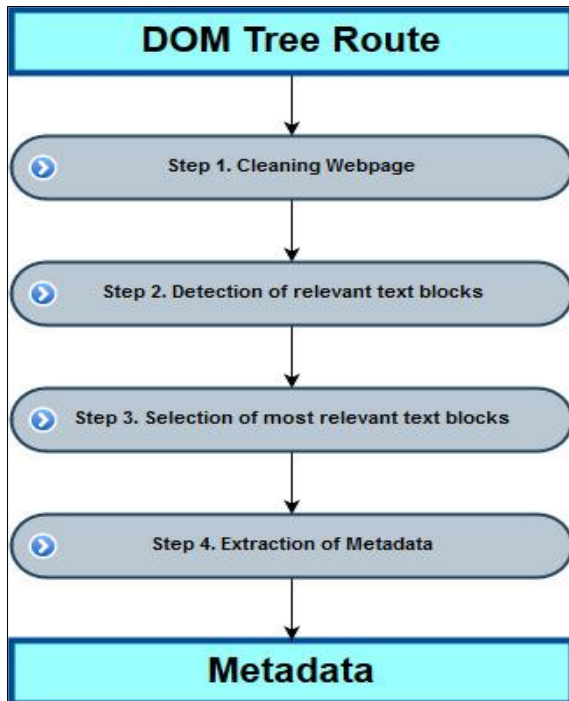 DOM Tree Route
Step 1. Cleaning Webpage
Step 2. Detection of relevant text blocks
Step 3. Selection of most relevant text blocks
Step 4. Extraction of Metadata
Metadata